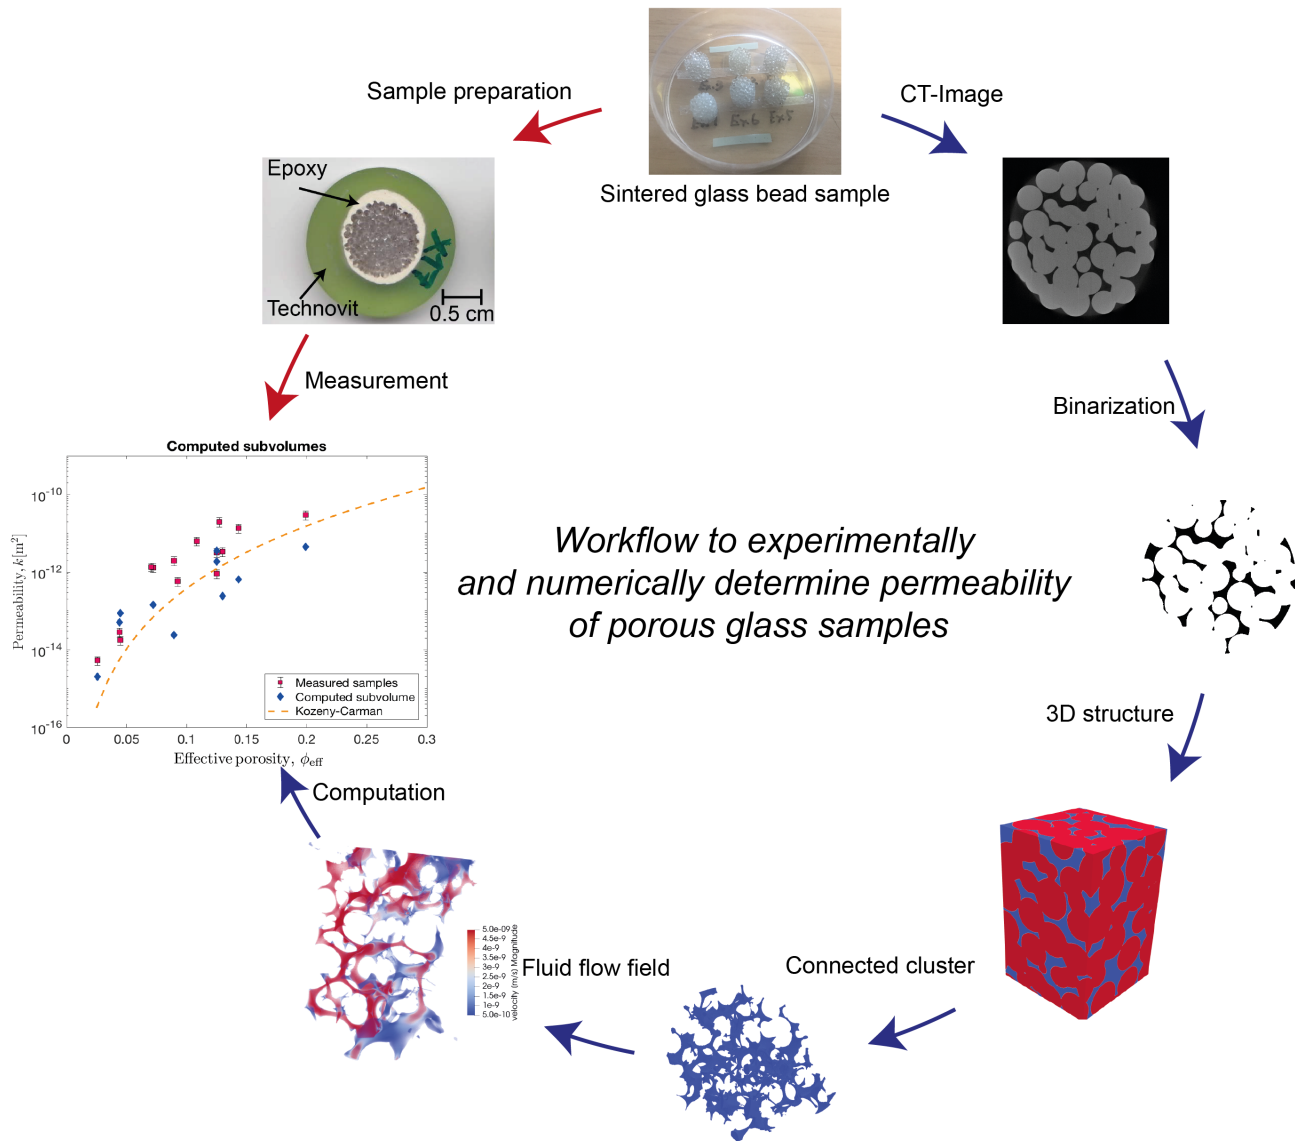 Sample preparation
CT-Image
Sintered glass bead sample
Ex6
Ex5
Epoxy
Technovit
0.5 cm
Measurement
Binarization
Computed subvolumes
Permeability, k[m²]
10⁻¹⁰
10⁻¹²
10⁻¹⁴
10⁻¹⁶
Measured samples
Computed subvolume
Kozeny-Carman
0 0.05 0.1 0.15 0.2 0.25 0.3
Effective porosity, ϕeff
Workflow to experimentally
and numerically determine permeability
of porous glass samples
3D structure
Computation
Connected cluster
Fluid flow field
5.0e-09
4.5e-9
4e-9
3.5e-9
3e-9
2.5e-9
2e-9
1.5e-9
1e-9
5.0e-10
velocity (m/s) Magnitude